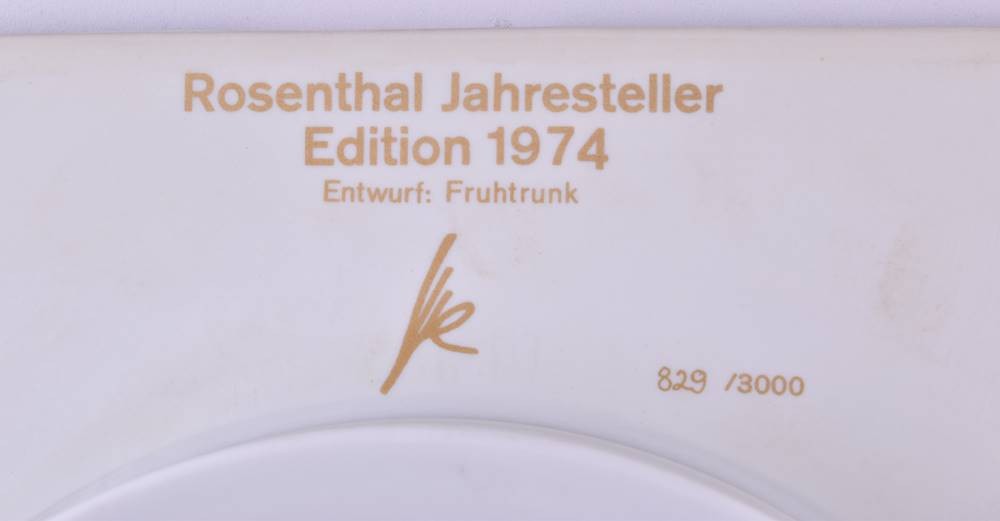 Rosenthal Jahresteller
Edition 1974
Entwurf: Fruhtrunk
829 /3000